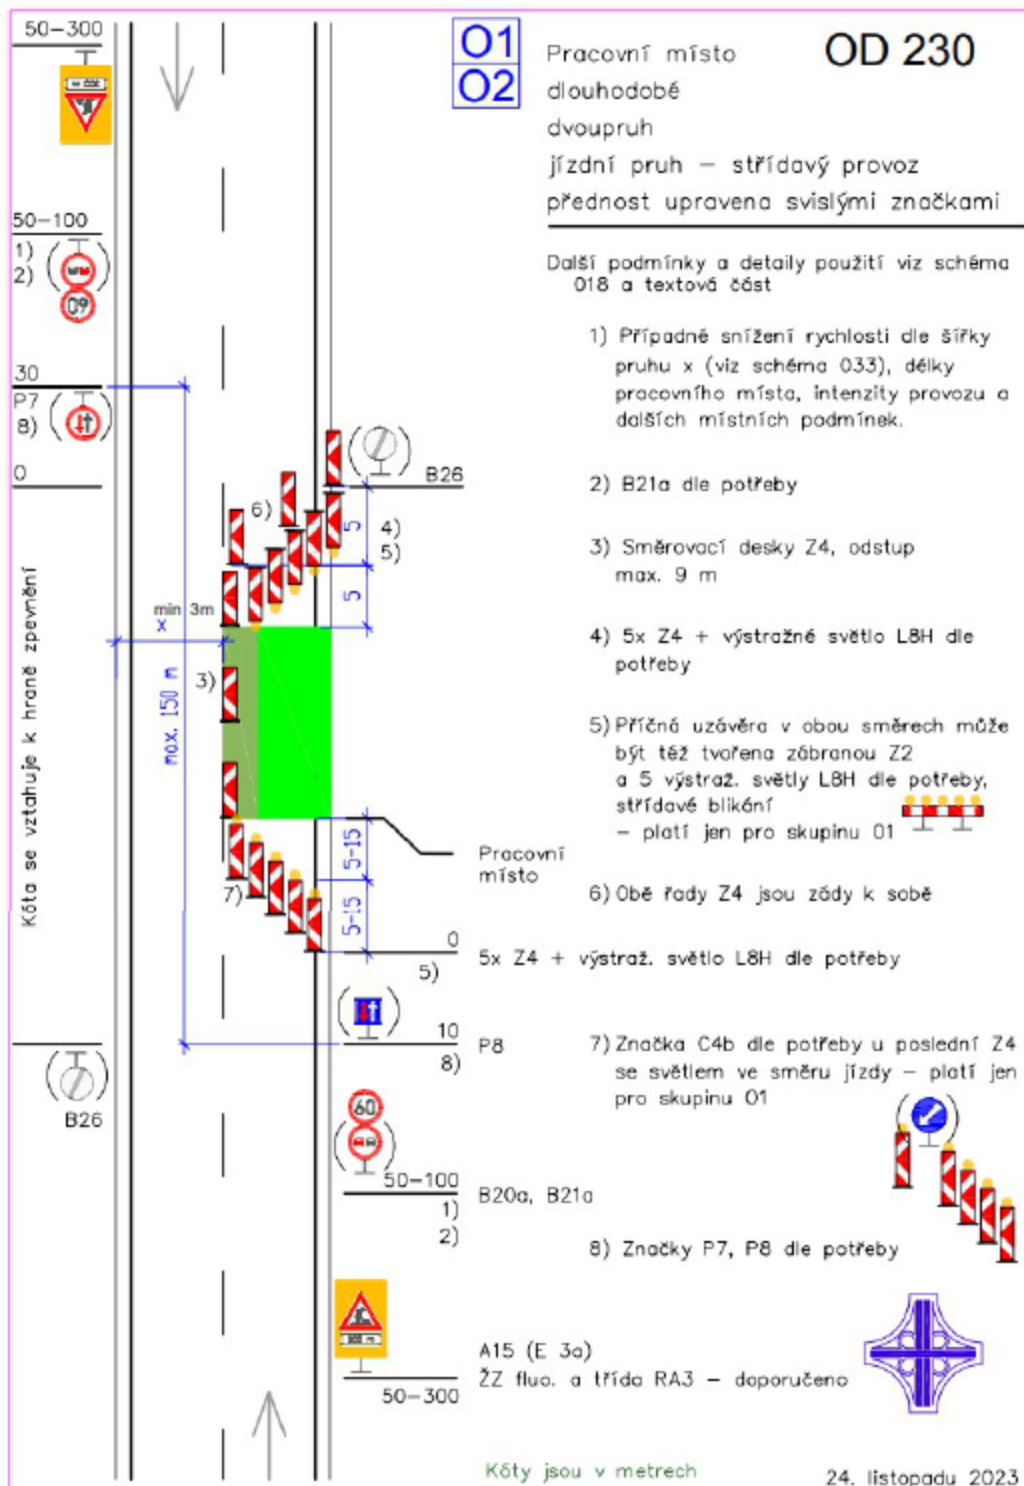 50-300
O1
O2
Pracovní místo
OD 230
dlouhodobé
dvoupruh
jízdní pruh – střídavý provoz
přednost upravena svislými značkami
50-100
1)
2)
60
Další podmínky a detaily použití viz schéma
018 a textová část
1) Případné snížení rychlosti dle šířky
pruhu x (viz schéma 033), délky
pracovního místa, intenzity provozu a
dalších místních podmínek.
30
P7
8)
0
B26
6)
4)
5)
5
5
2) B21a dle potřeby
3) Směrovací desky Z4, odstup
max. 9 m
min 3m
x
3)
max. 150 m
Kóta se vztahuje k hraně zpevnění
4) 5x Z4 + výstražné světlo L8H dle
potřeby
5) Příčná uzávěra v obou směrech může
být též tvořena zábranou Z2
a 5 výstraž. světly L8H dle potřeby,
střídavé blikání
– platí jen pro skupinu 01
Pracovní
místo
5-15
5-15
7)
6) Obě řady Z4 jsou zády k sobě
0
5)
5x Z4 + výstraž. světlo L8H dle potřeby
10
P8
8)
B26
7) Značka C4b dle potřeby u poslední Z4
se světlem ve směru jízdy – platí jen
pro skupinu 01
60
50-100
B20a, B21a
1)
2)
8) Značky P7, P8 dle potřeby
A15 (E 3a)
ŽZ fluo. a třída RA3 – doporučeno
50-300
Kóty jsou v metrech
24. listopadu 2023